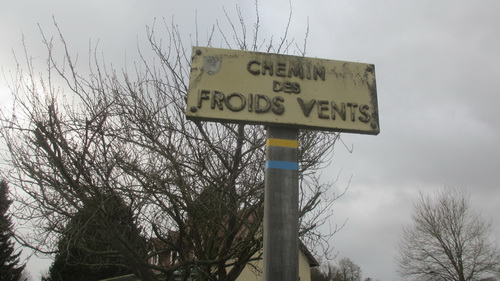 CHEMIN
DES
FROIDS VENTS